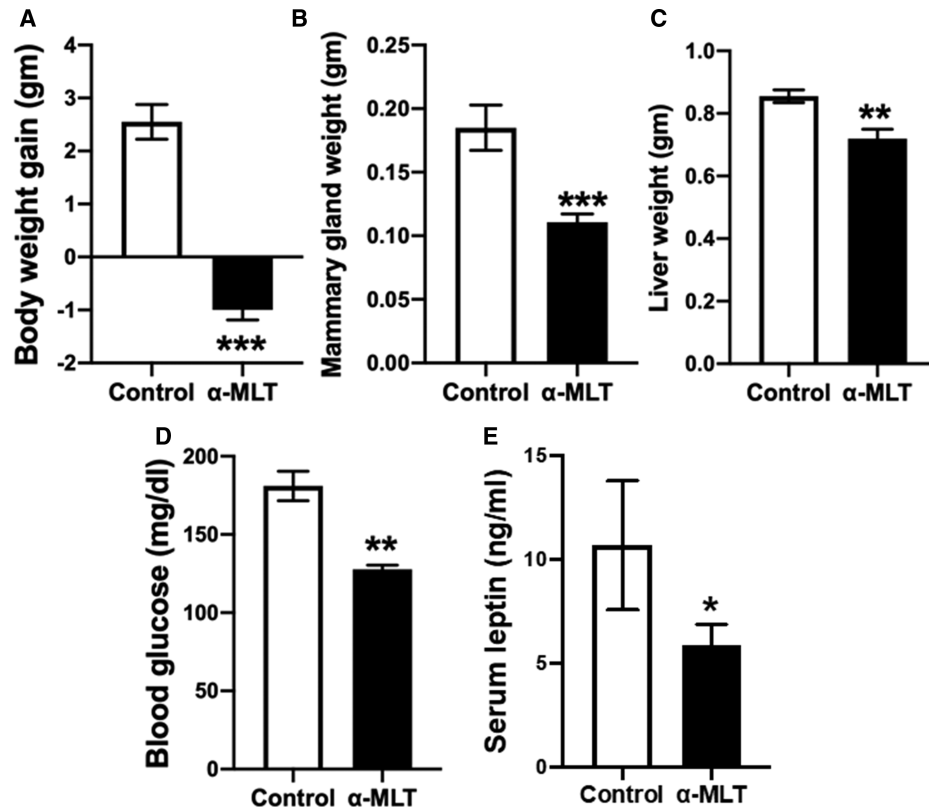 A
Body weight gain (gm)
4
3
2
1
0
-1
-2
***
Control α-MLT
B
Mammary gland weight (gm)
0.25
0.20
0.15
0.10
0.05
0.00
***
Control α-MLT
C
Liver weight (gm)
1.0
0.8
0.6
0.4
0.2
0.0
**
Control α-MLT
D
Blood glucose (mg/dl)
200
150
100
50
0
**
Control α-MLT
E
Serum leptin (ng/ml)
15
10
5
0
*
Control α-MLT